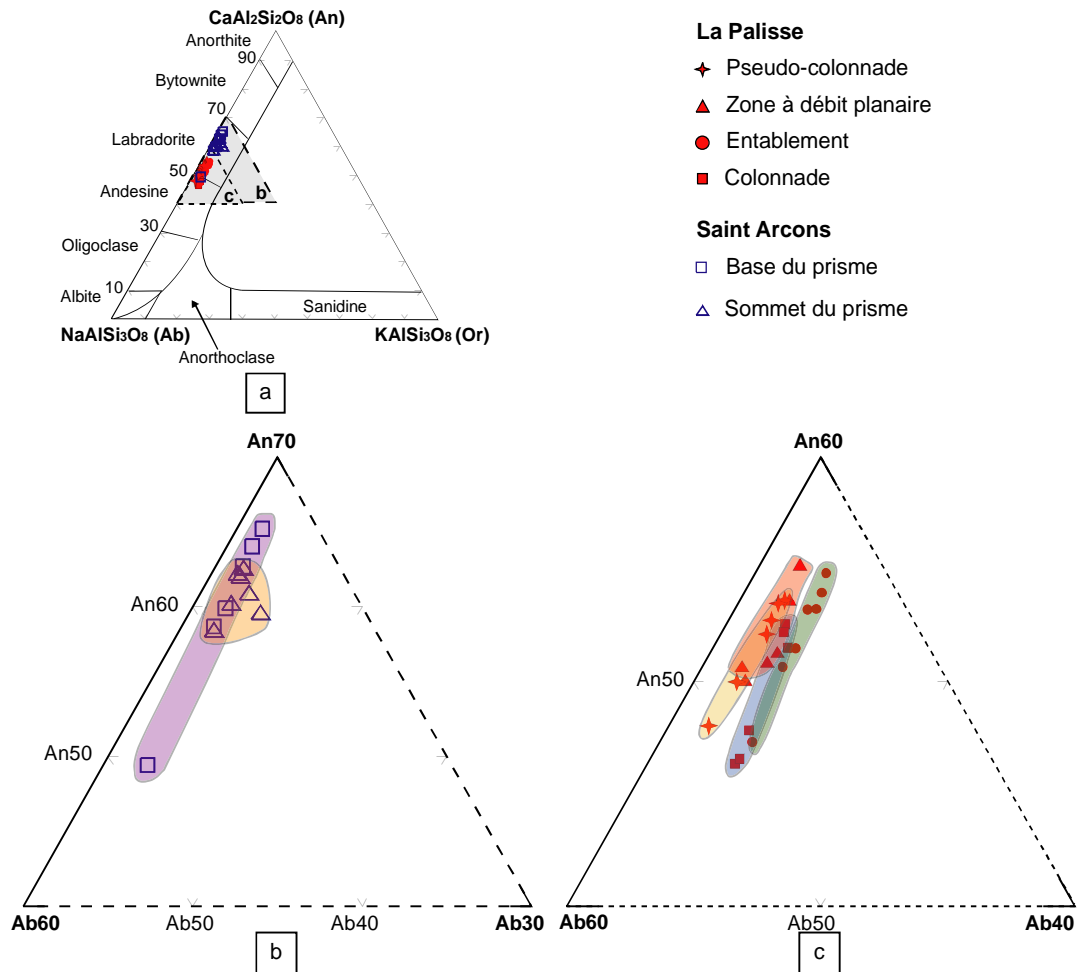 CaAl2Si2O8 (An)
Anorthite
90
Bytownite
70
Labradorite
50
Andesine
c
b
30
Oligoclase
Albite
10
Sanidine
NaAlSi3O8 (Ab)
KAlSi3O8 (Or)
Anorthoclase
a
La Palisse
Pseudo-colonnade
Zone à débit planaire
Entablement
Colonnade
Saint Arcons
Base du prisme
Sommet du prisme
An70
An60
An50
Ab60
Ab50
Ab40
Ab30
b
An60
An50
Ab60
Ab50
Ab40
c